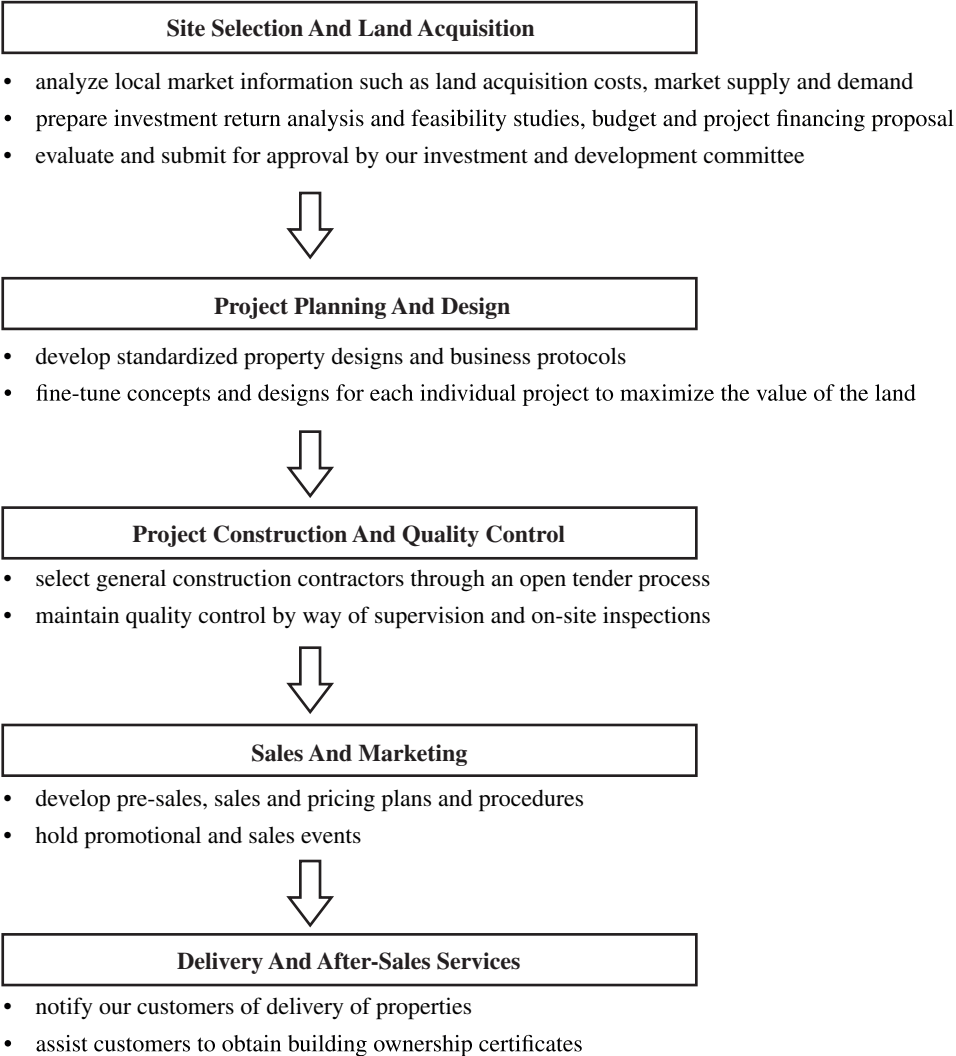 Site Selection And Land Acquisition
• analyze local market information such as land acquisition costs, market supply and demand
• prepare investment return analysis and feasibility studies, budget and project financing proposal
• evaluate and submit for approval by our investment and development committee
Project Planning And Design
• develop standardized property designs and business protocols
• fine-tune concepts and designs for each individual project to maximize the value of the land
Project Construction And Quality Control
• select general construction contractors through an open tender process
• maintain quality control by way of supervision and on-site inspections
Sales And Marketing
• develop pre-sales, sales and pricing plans and procedures
• hold promotional and sales events
Delivery And After-Sales Services
• notify our customers of delivery of properties
• assist customers to obtain building ownership certificates